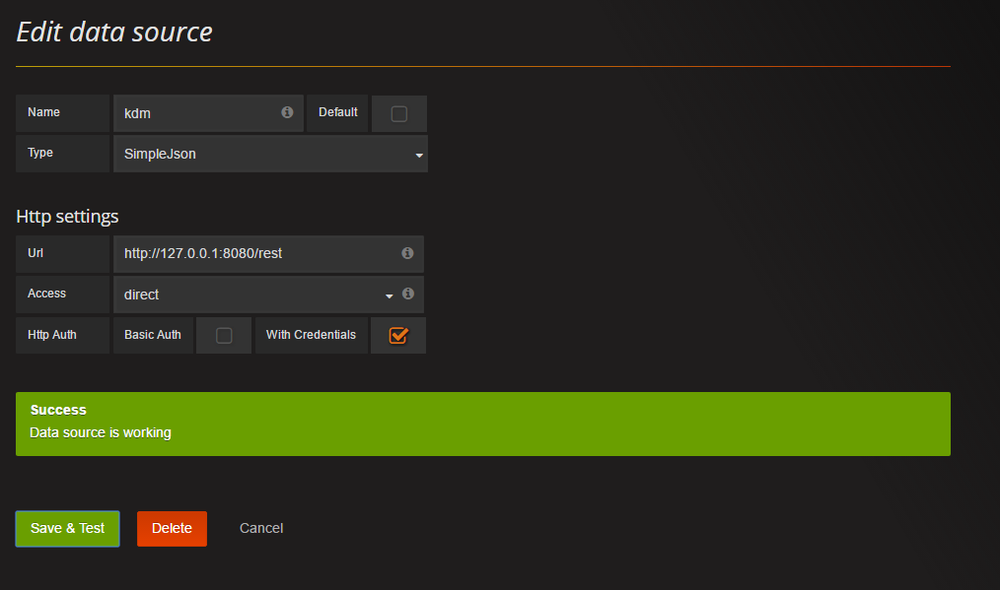 Edit data source
Name kdm Default
Type SimpleJson
Http settings
Url http://127.0.0.1:8080/rest
Access direct
Http Auth Basic Auth With Credentials
Success
Data source is working
Save & Test Delete Cancel